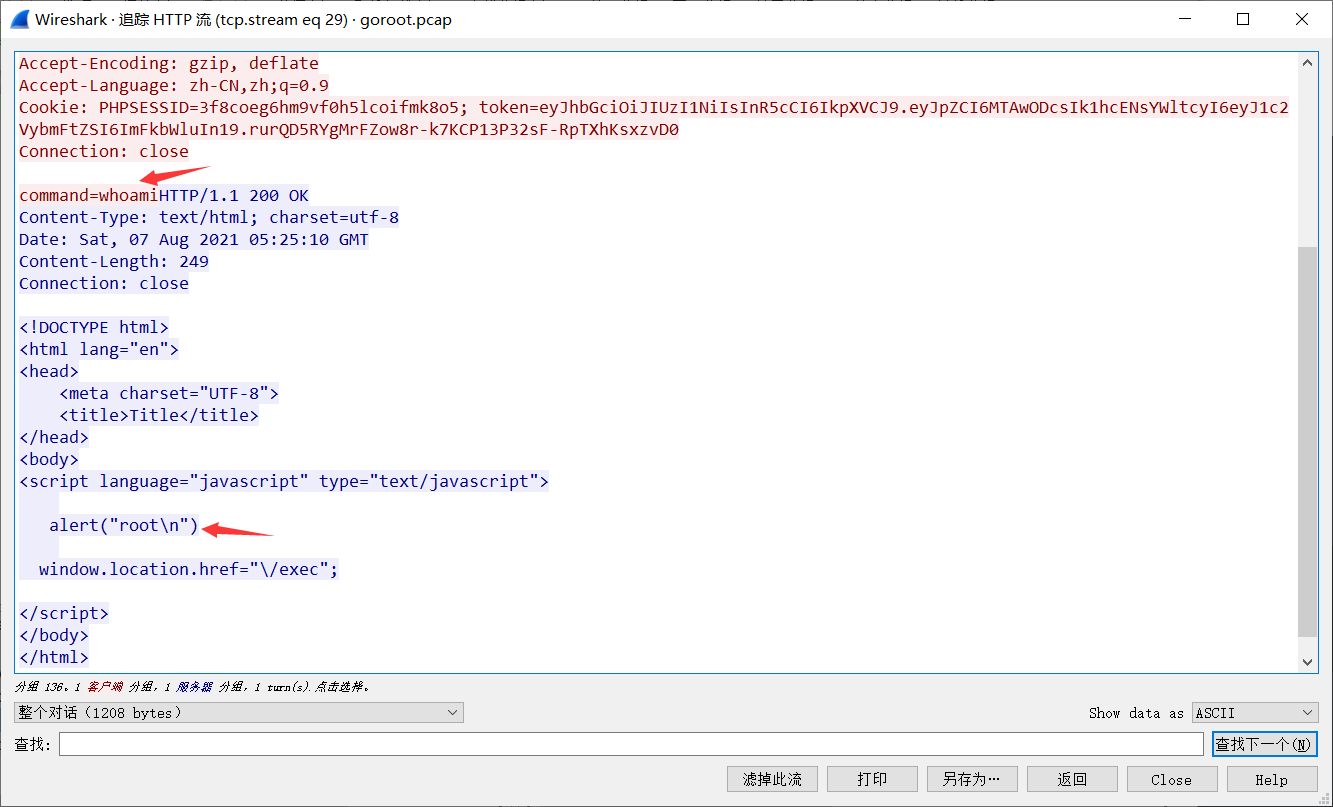 Wireshark · 追踪 HTTP 流 (tcp.stream eq 29) · goroot.pcap
Accept-Encoding: gzip, deflate
Accept-Language: zh-CN,zh;q=0.9
Cookie: PHPSESSID=3f8coeg6hm9vf0h5lcoifmk8o5; token=eyJhbGciOiJIUzI1NiIsInR5cCI6IkpXVCJ9.eyJpZCI6MTAwODcsIk1hcENsYWltcyI6eyJ1c2
VybmFtZSI6ImFkbWluIn19.rurQD5RYgMrFZow8r-k7KCP13P32sF-RpTXhKsxzvD0
Connection: close
command=whoamiHTTP/1.1 200 OK
Content-Type: text/html; charset=utf-8
Date: Sat, 07 Aug 2021 05:25:10 GMT
Content-Length: 249
Connection: close
<!DOCTYPE html>
<html lang="en">
<head>
    <meta charset="UTF-8">
    <title>Title</title>
</head>
<body>
<script language="javascript" type="text/javascript">
   alert("root\n")
  window.location.href="\/exec";
</script>
</body>
</html>
分组 136。1 客户端 分组，1 服务器 分组，1 turn(s). 点击选择。
整个对话（1208 bytes）
Show data as ASCII
查找:
查找下一个(N)
滤掉此流 打印 另存为… 返回 Close Help